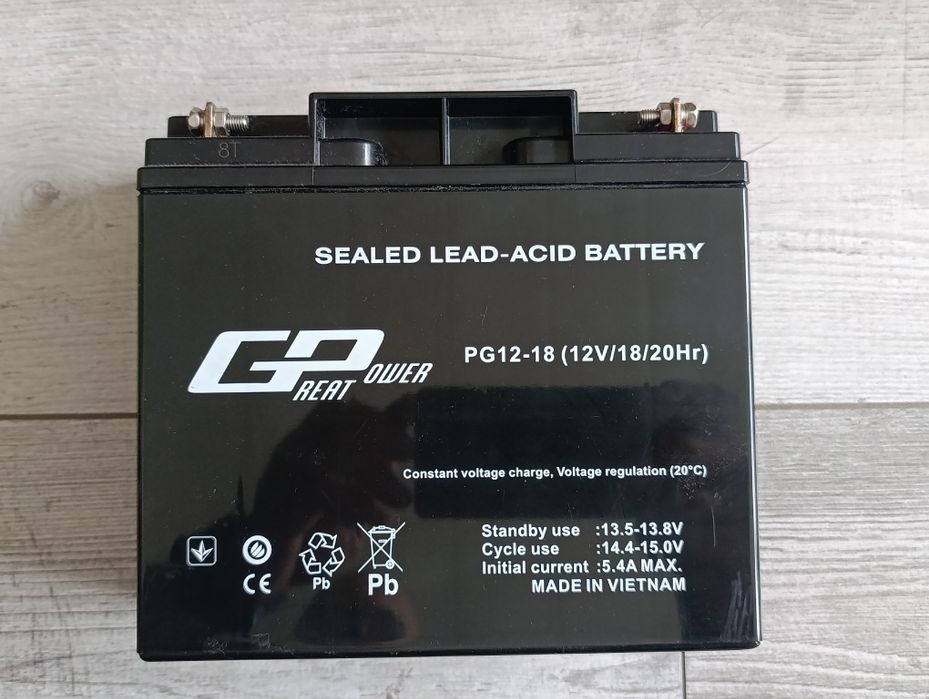 8T
SEALED LEAD-ACID BATTERY
GP
REAT OWER
PG12-18 (12V/18/20Hr)
Constant voltage charge, Voltage regulation (20°C)
Standby use :13.5-13.8V
Cycle use :14.4-15.0V
Initial current :5.4A MAX.
MADE IN VIETNAM
CE
Pb
Pb